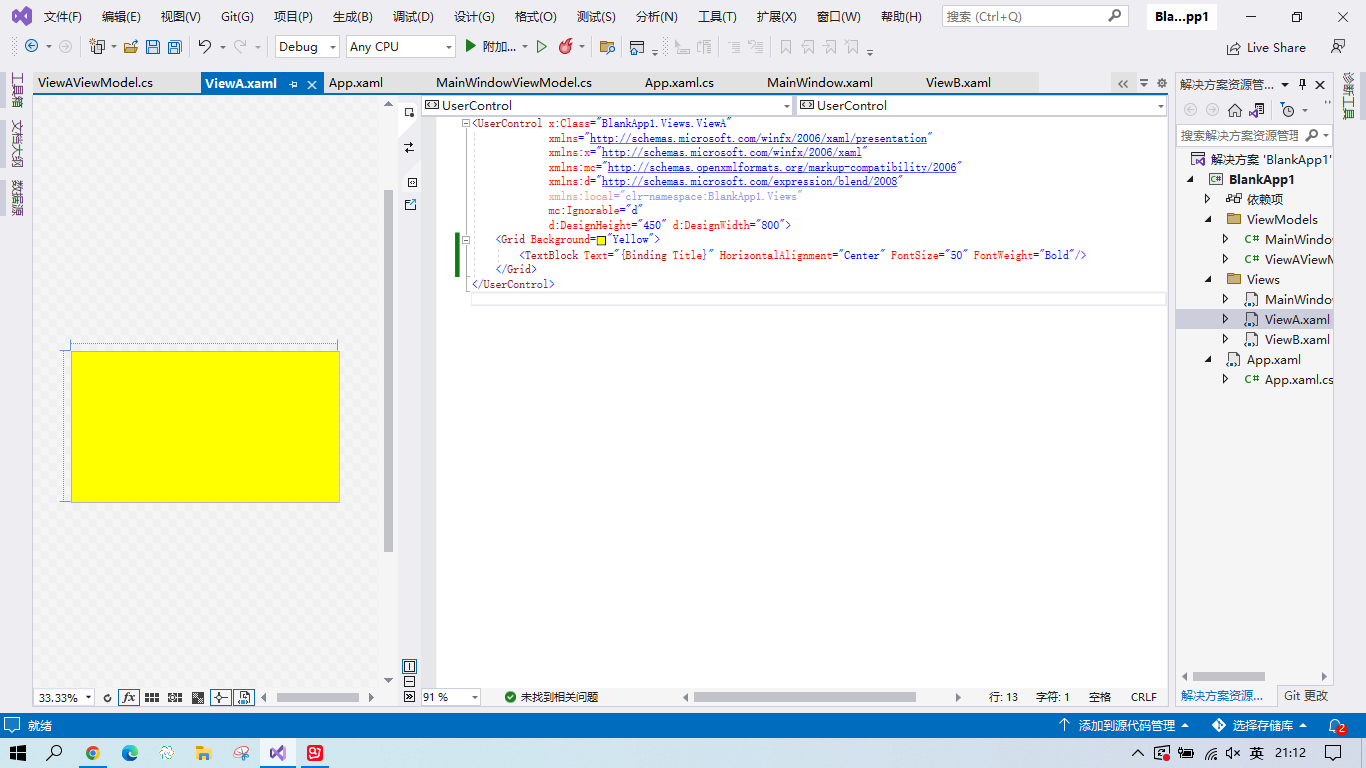 文件(F) 编辑(E) 视图(V) Git(G) 项目(P) 生成(B) 调试(D) 设计(G) 格式(O) 测试(S) 分析(N) 工具(T) 扩展(X) 窗口(W) 帮助(H) 搜索 (Ctrl+Q) Bla...pp1
Debug Any CPU 附加... Live Share
工具箱
文档大纲
数据源
ViewAViewModel.cs ViewA.xaml App.xaml MainWindowViewModel.cs App.xaml.cs MainWindow.xaml ViewB.xaml
UserControl UserControl
<UserControl x:Class="BlankApp1.Views.ViewA"
xmlns="http://schemas.microsoft.com/winfx/2006/xaml/presentation"
xmlns:x="http://schemas.microsoft.com/winfx/2006/xaml"
xmlns:mc="http://schemas.openxmlformats.org/markup-compatibility/2006"
xmlns:d="http://schemas.microsoft.com/expression/blend/2008"
xmlns:local="clr-namespace:BlankApp1.Views"
mc:Ignorable="d"
d:DesignHeight="450" d:DesignWidth="800">
<Grid Background="Yellow">
<TextBlock Text="{Binding Title}" HorizontalAlignment="Center" FontSize="50" FontWeight="Bold"/>
</Grid>
</UserControl>
33.33% fx
91 % 未找到相关问题 行: 13 字符: 1 空格 CRLF
解决方案资源管...
搜索解决方案资源管理
解决方案 'BlankApp1'
C# BlankApp1
依赖项
ViewModels
C# MainWindo
C# ViewAViewM
Views
MainWindo
ViewA.xaml
ViewB.xaml
App.xaml
C# App.xaml.cs
解决方案资源... Git 更改
诊断工具
就绪 添加到源代码管理 选择存储库 2
英 21:12